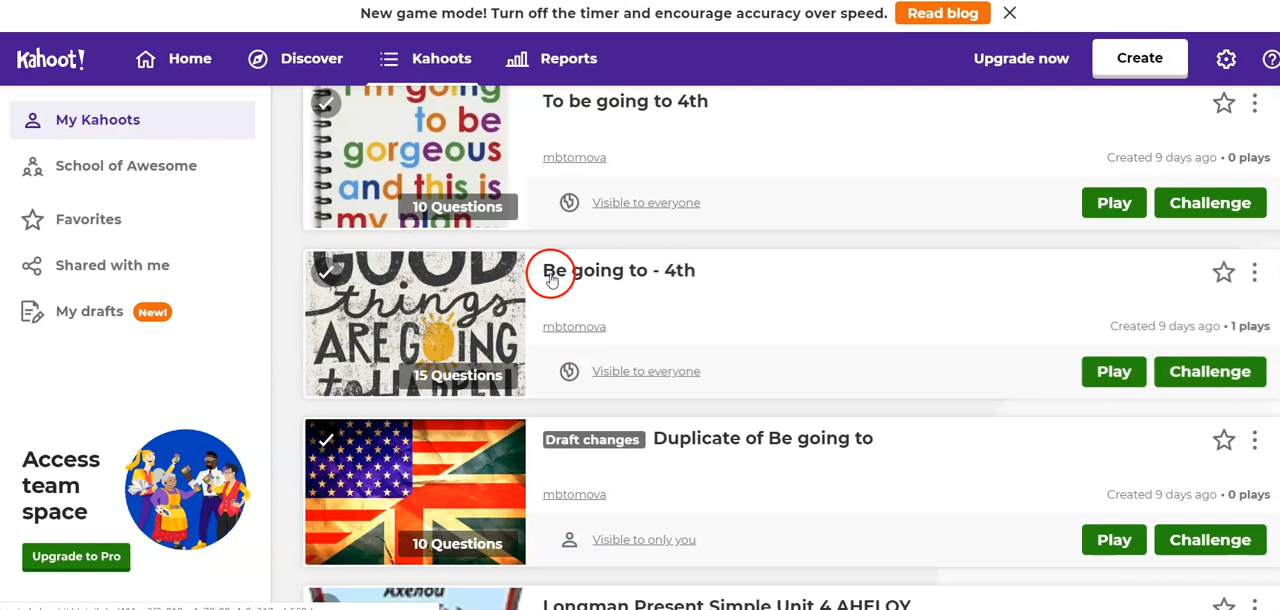 New game mode! Turn off the timer and encourage accuracy over speed. Read blog
Kahoot! Home Discover Kahoots Reports Upgrade now Create
My Kahoots
School of Awesome
Favorites
Shared with me
My drafts New!
Access
team
space
Upgrade to Pro
I'm going
to be
gorgeous
and this is
my plan
10 Questions
To be going to 4th
mbtomova
Created 9 days ago • 0 plays
Visible to everyone
Play Challenge
GOOD
things
ARE GOING
to HAPPEN
15 Questions
Be going to - 4th
mbtomova
Created 9 days ago • 1 plays
Visible to everyone
Play Challenge
10 Questions
Draft changes Duplicate of Be going to
mbtomova
Created 9 days ago • 0 plays
Visible to only you
Play Challenge
Longman Present Simple Unit 4 AHELOY